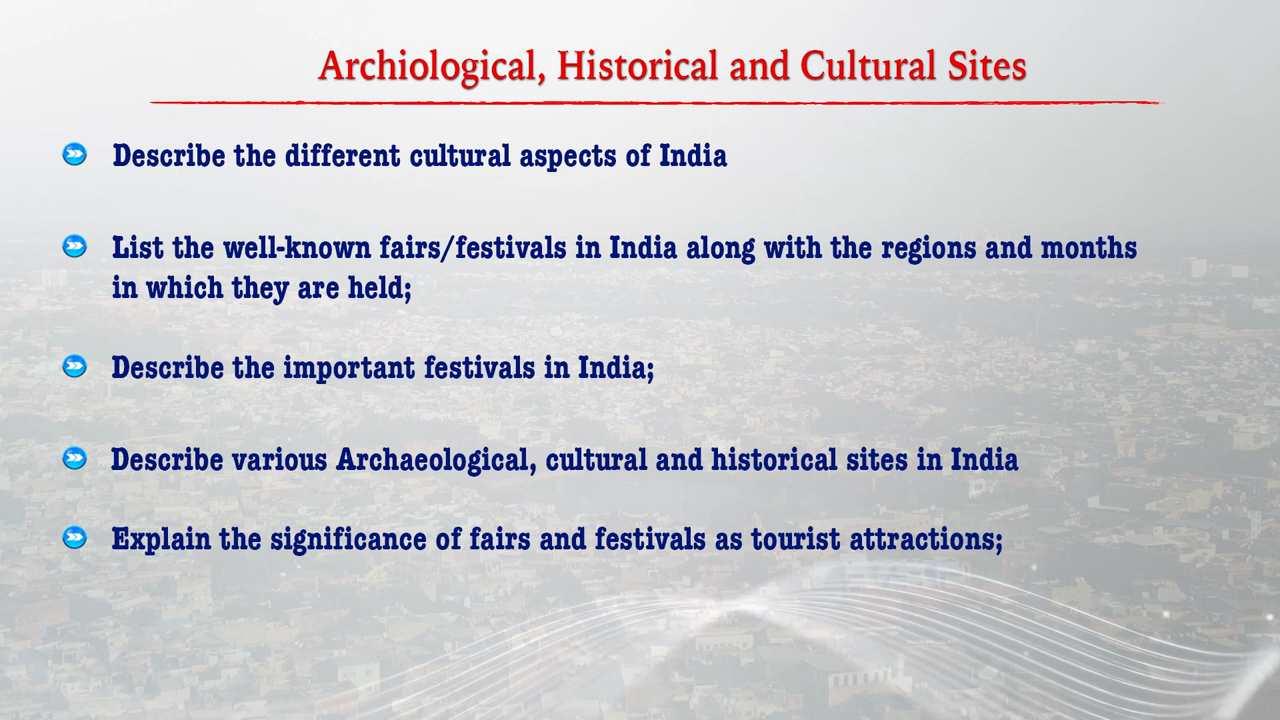 Archiological, Historical and Cultural Sites
Describe the different cultural aspects of India
List the well-known fairs/festivals in India along with the regions and months
in which they are held;
Describe the important festivals in India;
Describe various Archaeological, cultural and historical sites in India
Explain the significance of fairs and festivals as tourist attractions;